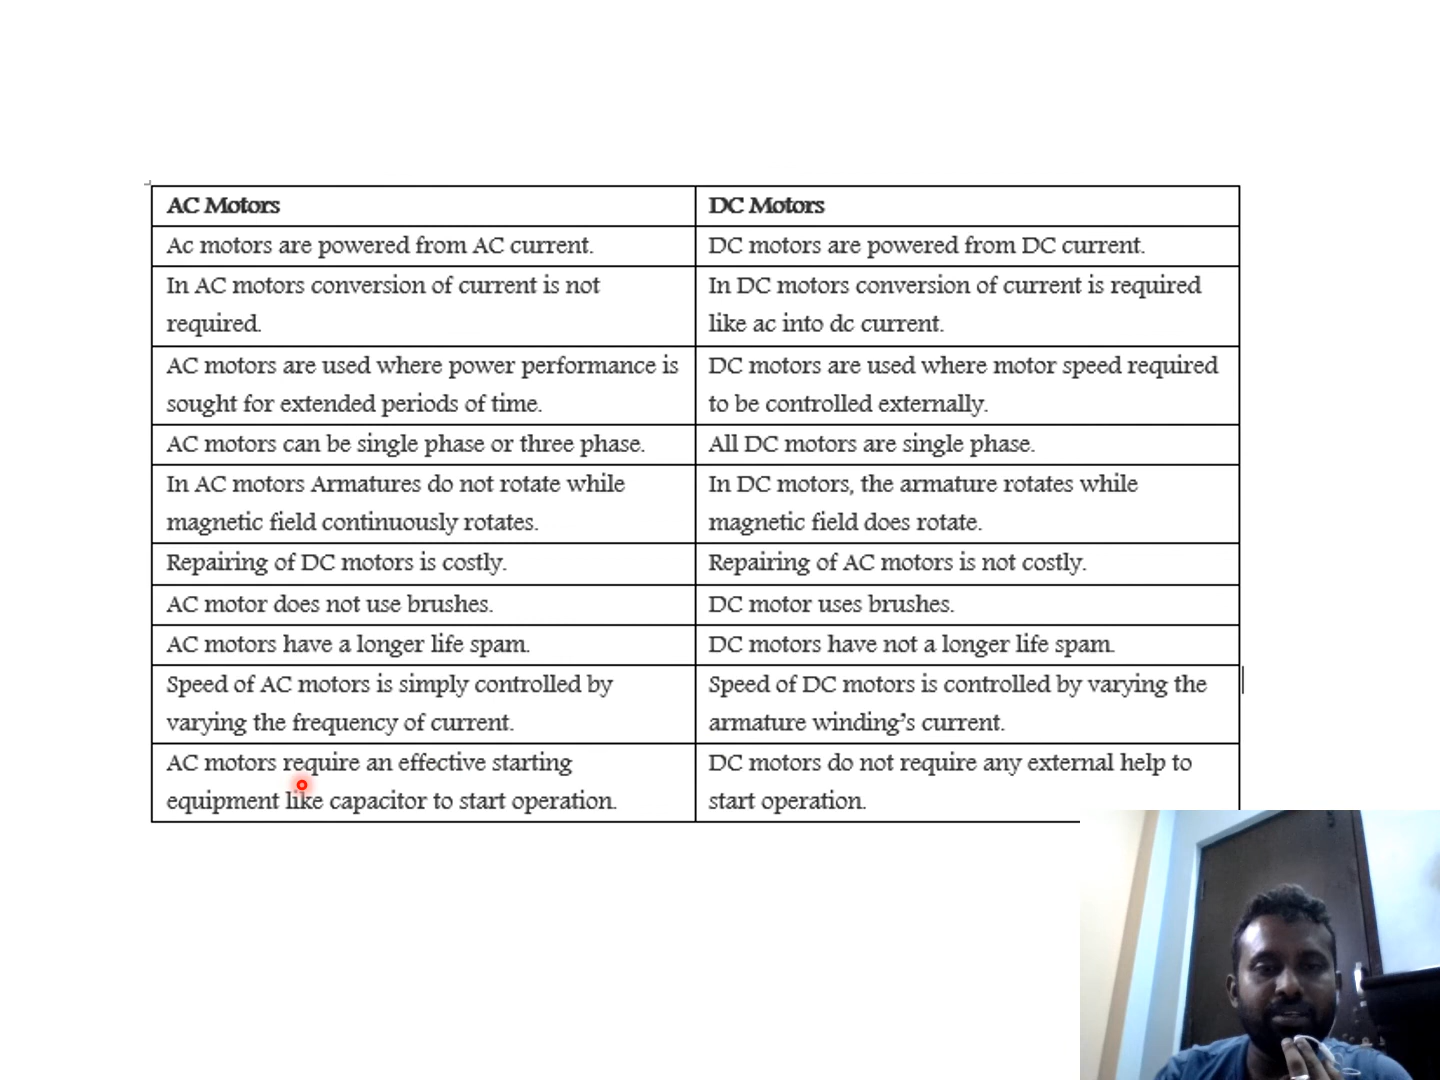 AC Motors
DC Motors
Ac motors are powered from AC current.
DC motors are powered from DC current.
In AC motors conversion of current is not
required.
In DC motors conversion of current is required
like ac into dc current.
AC motors are used where power performance is
sought for extended periods of time.
DC motors are used where motor speed required
to be controlled externally.
AC motors can be single phase or three phase.
All DC motors are single phase.
In AC motors Armatures do not rotate while
magnetic field continuously rotates.
In DC motors, the armature rotates while
magnetic field does rotate.
Repairing of DC motors is costly.
Repairing of AC motors is not costly.
AC motor does not use brushes.
DC motor uses brushes.
AC motors have a longer life spam.
DC motors have not a longer life spam.
Speed of AC motors is simply controlled by
varying the frequency of current.
Speed of DC motors is controlled by varying the
armature winding’s current.
AC motors require an effective starting
equipment like capacitor to start operation.
DC motors do not require any external help to
start operation.